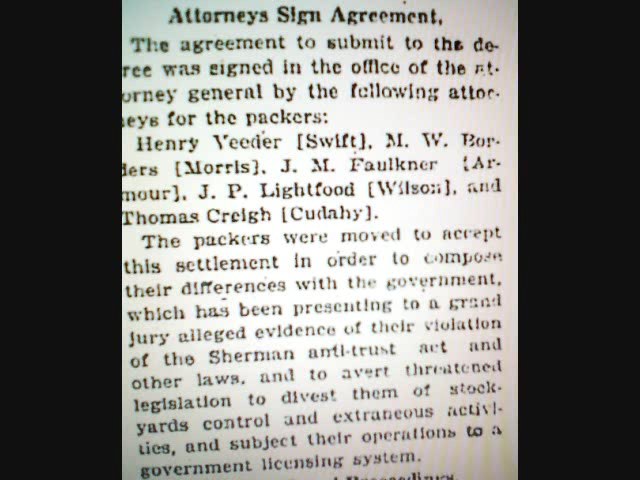 Attorneys Sign Agreement.
The agreement to submit to the de-
ree was signed in the office of the at-
orney general by the following attor-
eys for the packers:
Henry Veeder [Swift], M. W. Bor-
ders [Morris], J. M. Faulkner [Ar-
mour], J. P. Lightfood [Wilson], and
Thomas Creigh [Cudahy].
The packers were moved to accept
this settlement in order to compose
their differences with the government,
which has been presenting to a grand
jury alleged evidence of their violation
of the Sherman anti-trust act and
other laws, and to avert threatened
legislation to divest them of stock-
yards control and extraneous activi-
ties, and subject their operations to a
government licensing system.